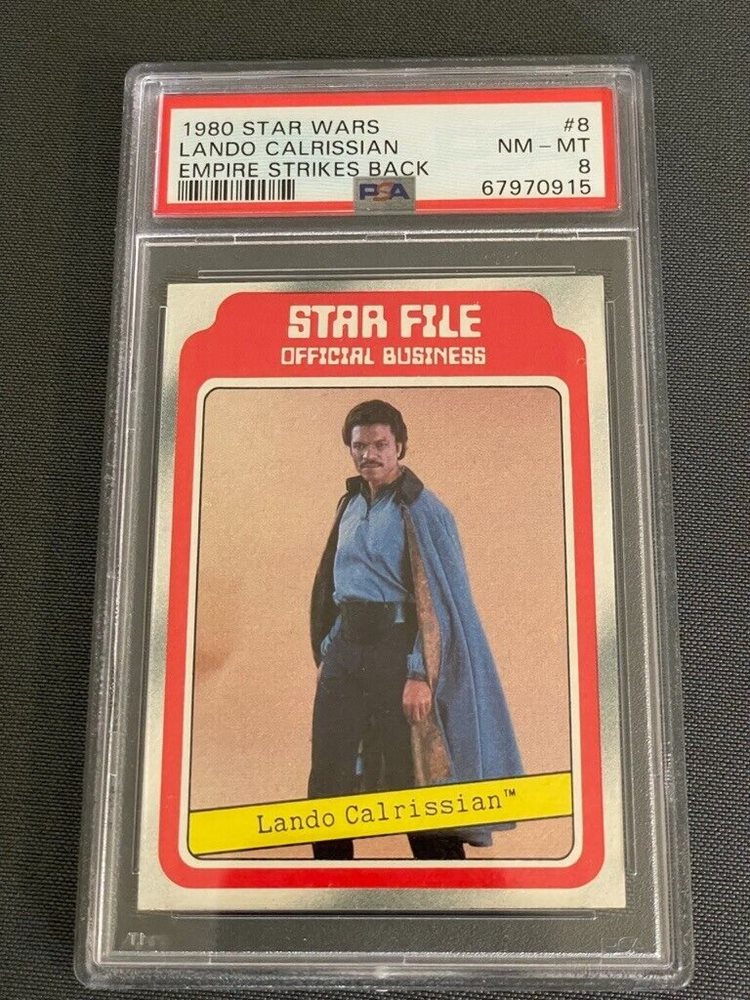 1980 STAR WARS #8
LANDO CALRISSIAN NM - MT
EMPIRE STRIKES BACK 8
PSA 67970915
STAR FILE
OFFICIAL BUSINESS
Lando Calrissian™